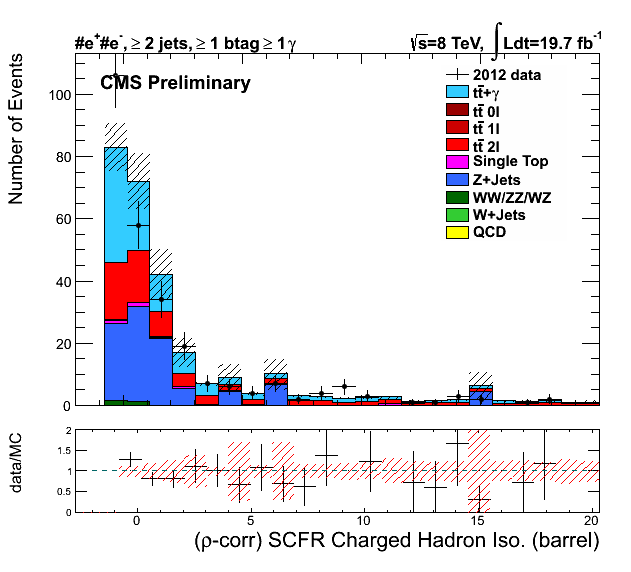 #e⁺#e⁻, ≥ 2 jets, ≥ 1 btag ≥ 1 γ
√s=8 TeV, ∫ Ldt=19.7 fb⁻¹
CMS Preliminary
Number of Events
100
80
60
40
20
0
2012 data
tt̄+γ
tt̄ 0l
tt̄ 1l
tt̄ 2l
Single Top
Z+Jets
WW/ZZ/WZ
W+Jets
QCD
data/MC
2
1.5
1
0.5
0
0 5 10 15 20
(ρ-corr) SCFR Charged Hadron Iso. (barrel)